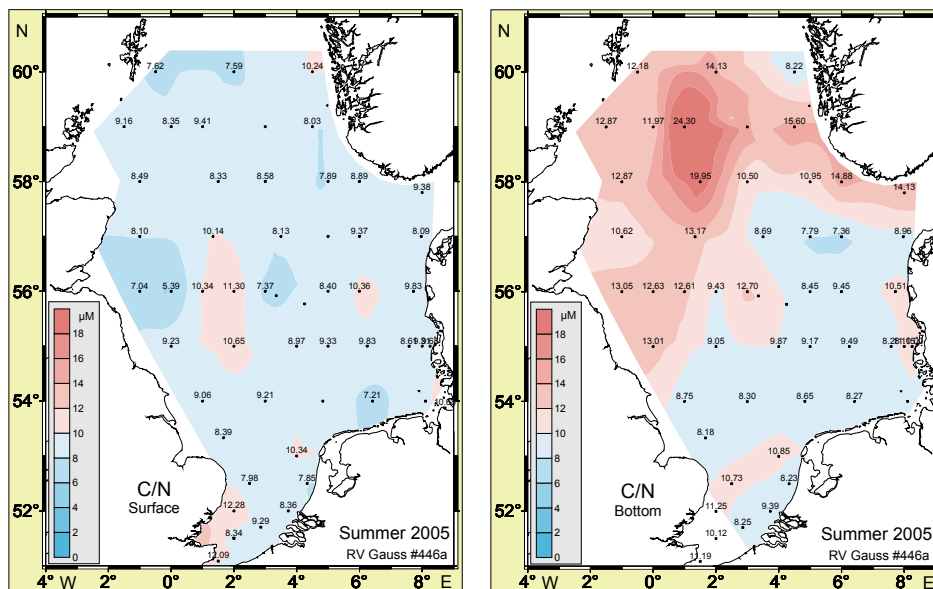 N
60°
7.62 7.59 10.24
9.16 8.35 9.41 8.03
58°
8.49 8.33 8.58 7.89 8.89
9.38
8.10 10.14 8.13 9.37 8.09
56°
7.04 5.39 10.34 11.30 7.37 8.40 10.36 9.83
µM
18
16
14
12
10
8
6
4
2
0
9.23 10.65 8.97 9.33 9.83
54°
9.06 9.21 7.21
8.39
10.34
7.98 7.85
52°
12.28 8.36
9.29
8.34
12.09
C/N
Surface
Summer 2005
RV Gauss #446a
4° W 2° 0° 2° 4° 6° 8° E
N
60°
12.18 14.13 8.22
12.87 11.97 24.30 15.60
58°
12.87 19.95 10.50 10.95 14.88
14.13
10.62 13.17 8.69 7.79 7.36 8.96
56°
13.05 12.63 12.61 9.43 12.70 8.45 9.45 10.51
µM
18
16
14
12
10
8
6
4
2
0
13.01 9.05 9.87 9.17 9.49
54°
8.75 8.30 8.65 8.27
8.18
10.85
10.73 8.23
52°
11.25 9.39
8.25
10.12
11.19
C/N
Bottom
Summer 2005
RV Gauss #446a
4° W 2° 0° 2° 4° 6° 8° E